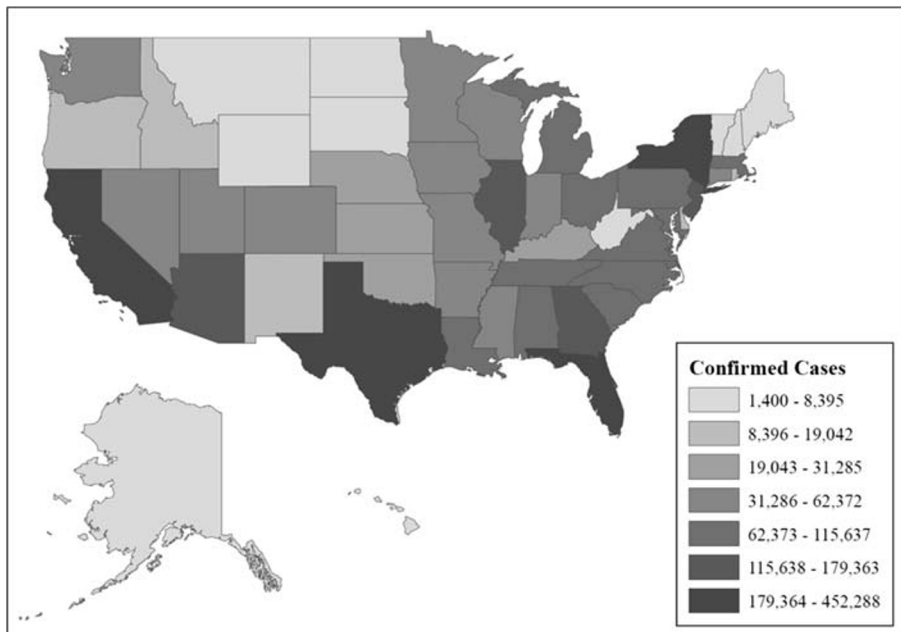 Confirmed Cases
1,400 - 8,395
8,396 - 19,042
19,043 - 31,285
31,286 - 62,372
62,373 - 115,637
115,638 - 179,363
179,364 - 452,288